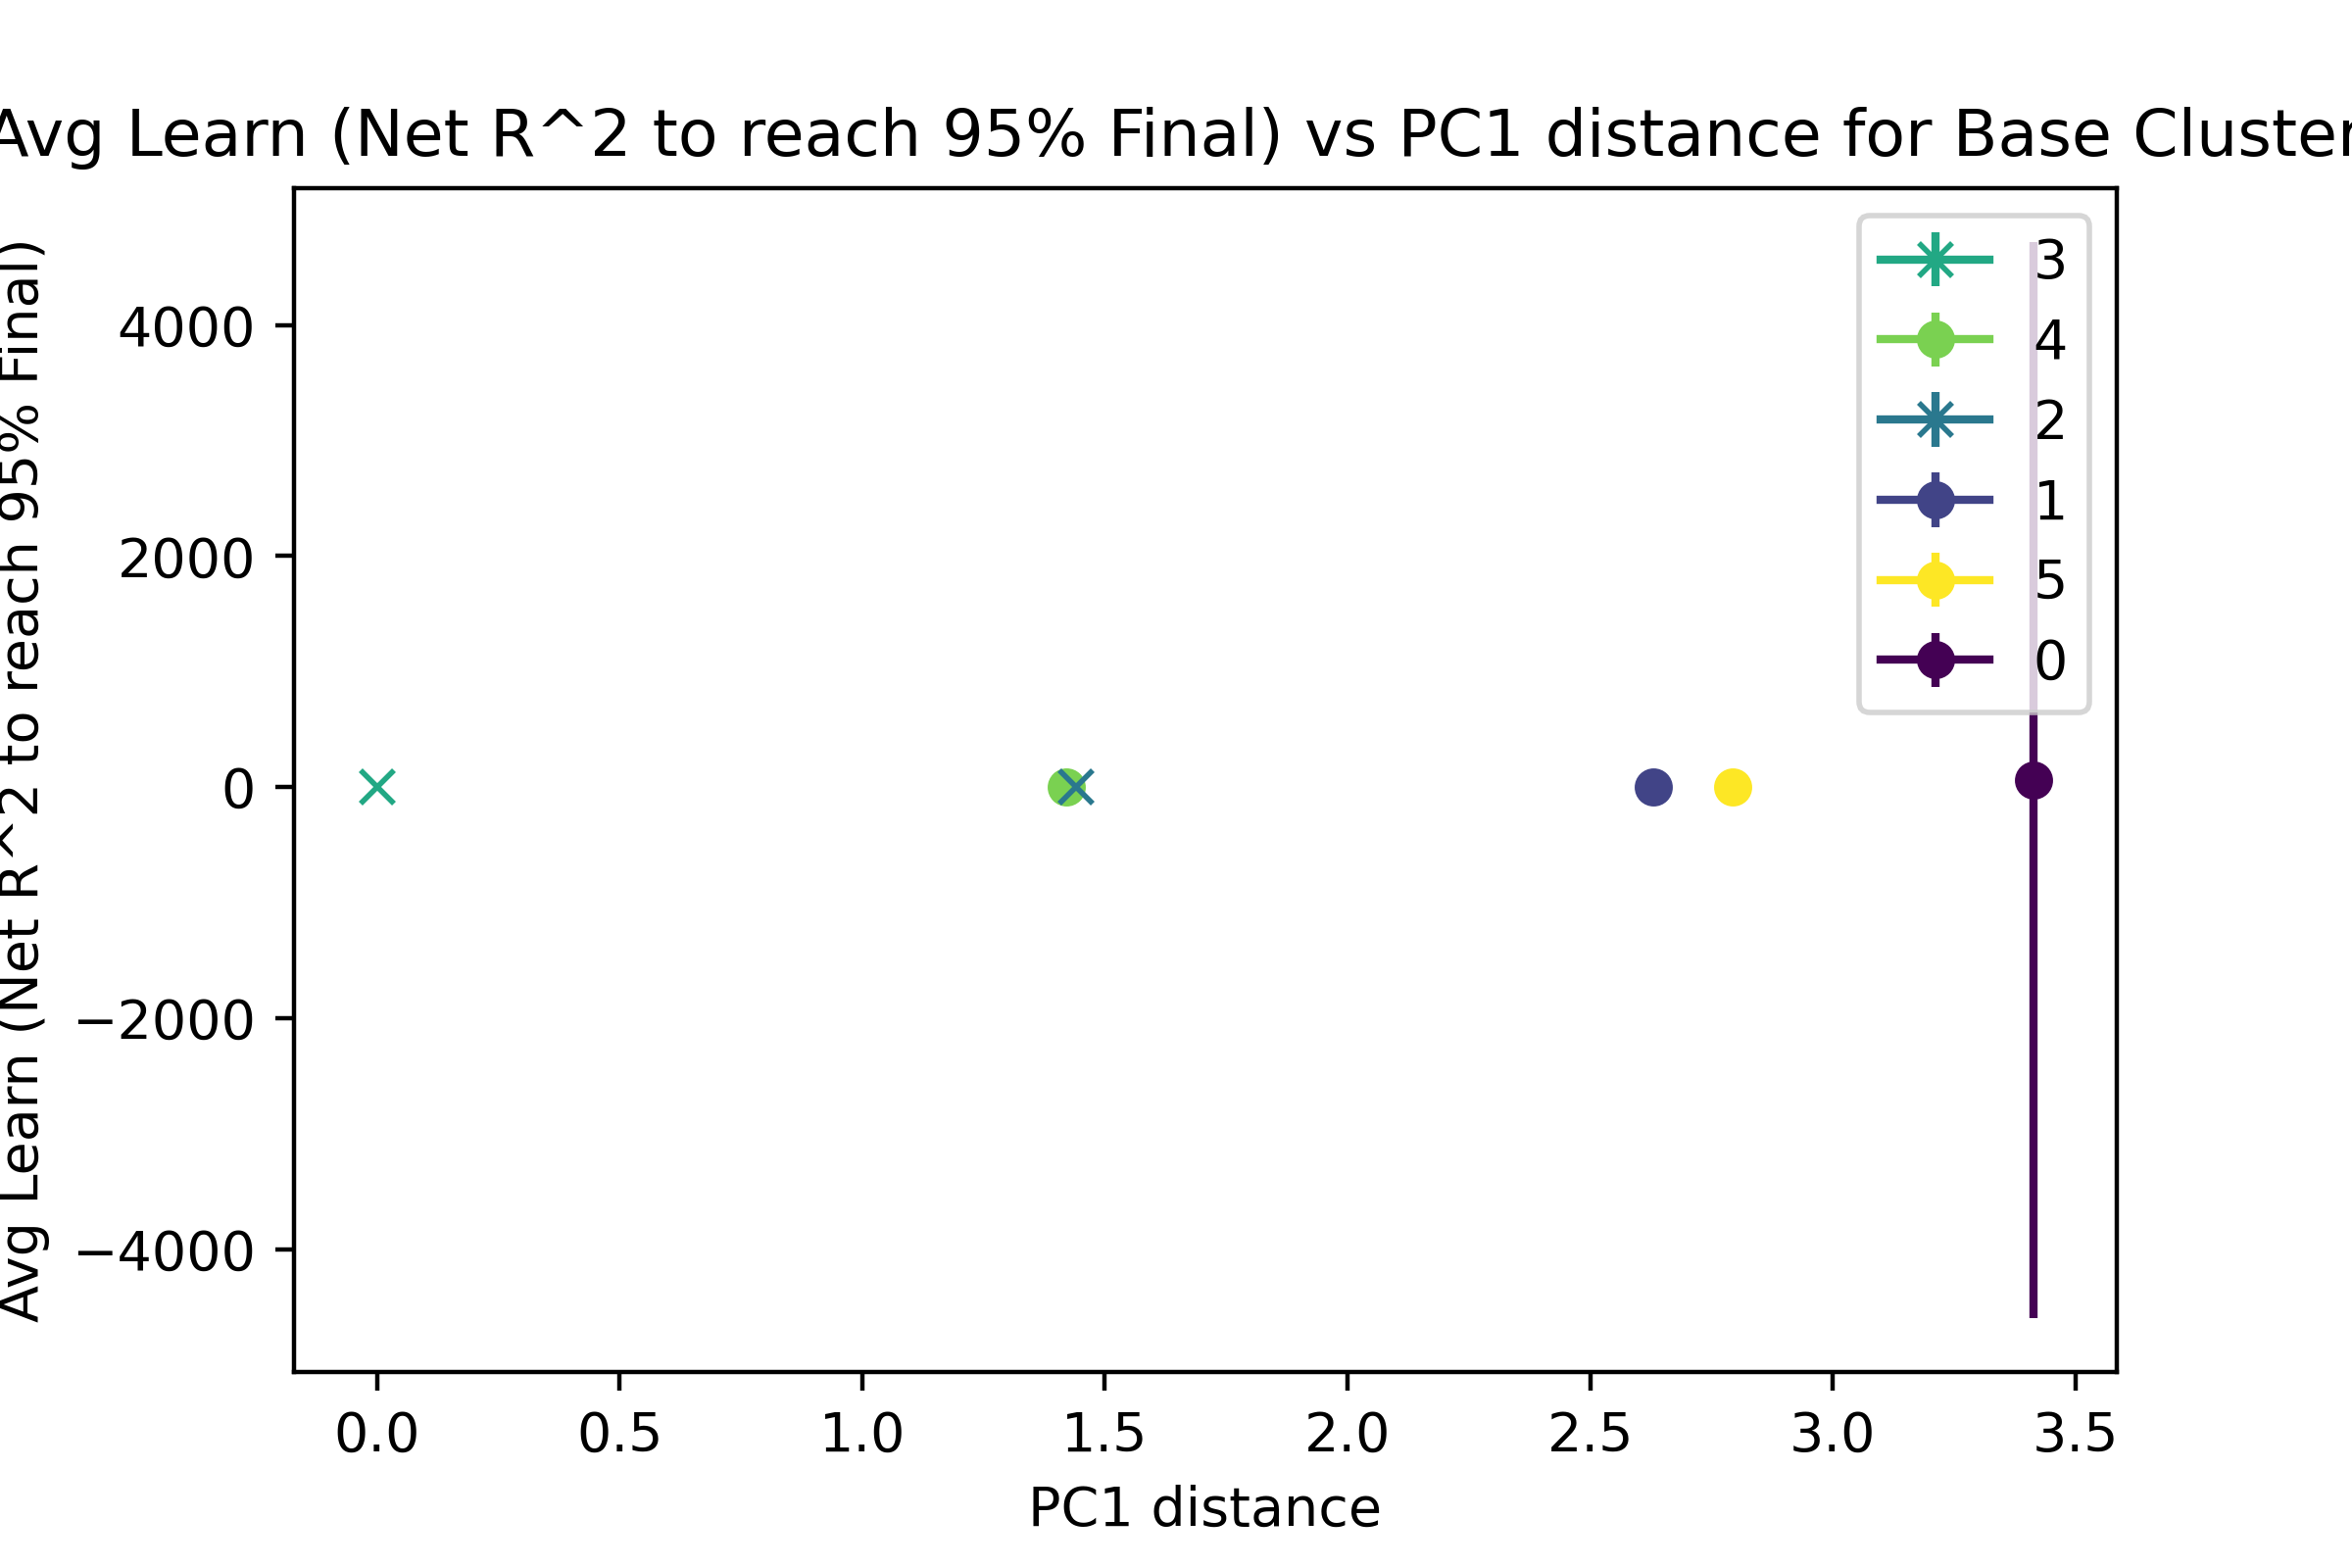 Avg Learn (Net R^2 to reach 95% Final) vs PC1 distance for Base Cluster
Avg Learn (Net R^2 to reach 95% Final)
4000
2000
0
−2000
−4000
3
4
2
1
5
0
0.0 0.5 1.0 1.5 2.0 2.5 3.0 3.5
PC1 distance